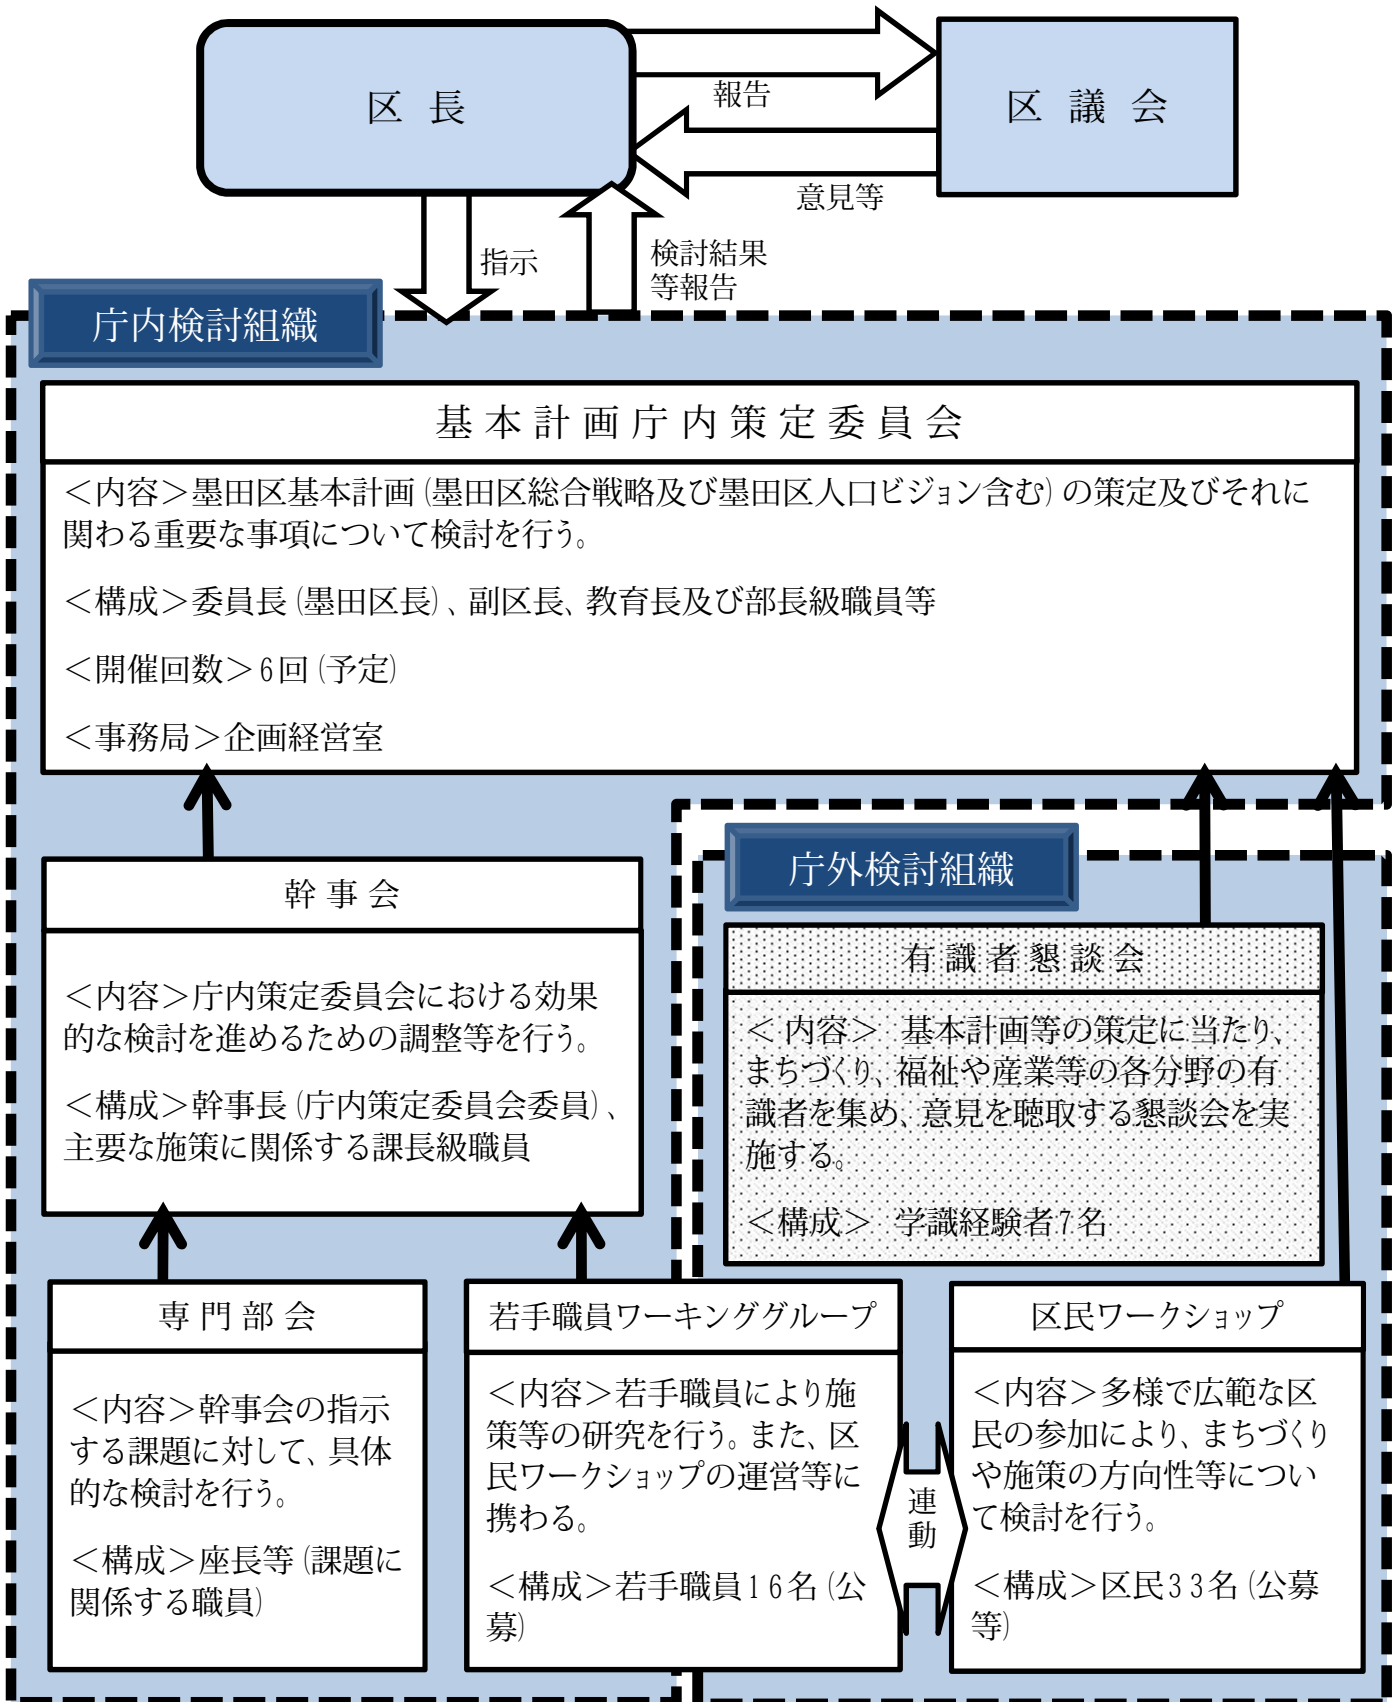 区長
報告
区議会
意見等
指示
検討結果
等報告
庁内検討組織
基本計画庁内策定委員会
＜内容＞墨田区基本計画(墨田区総合戦略及び墨田区人口ビジョン含む)の策定及びそれに
関わる重要な事項について検討を行う。
＜構成＞委員長(墨田区長)、副区長、教育長及び部長級職員等
＜開催回数＞6回(予定)
＜事務局＞企画経営室
幹事会
＜内容＞庁内策定委員会における効果
的な検討を進めるための調整等を行う。
＜構成＞幹事長(庁内策定委員会委員)、
主要な施策に関係する課長級職員
庁外検討組織
有識者懇談会
＜内容＞ 基本計画等の策定に当たり、
まちづくり、福祉や産業等の各分野の有
識者を集め、意見を聴取する懇談会を実
施する。
＜構成＞ 学識経験者7名
専門部会
＜内容＞幹事会の指示
する課題に対して、具体
的な検討を行う。
＜構成＞座長等(課題に
関係する職員)
若手職員ワーキンググループ
＜内容＞若手職員により施
策等の研究を行う。また、区
民ワークショップの運営等に
携わる。
＜構成＞若手職員16名(公
募)
連
動
区民ワークショップ
＜内容＞多様で広範な区
民の参加により、まちづくり
や施策の方向性等につい
て検討を行う。
＜構成＞区民33名(公募
等)